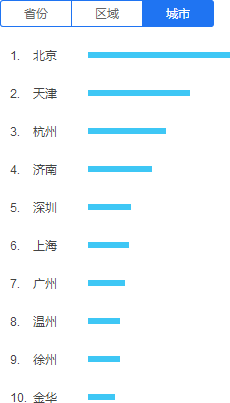 省份 区域 城市
1. 北京
2. 天津
3. 杭州
4. 济南
5. 深圳
6. 上海
7. 广州
8. 温州
9. 徐州
10. 金华